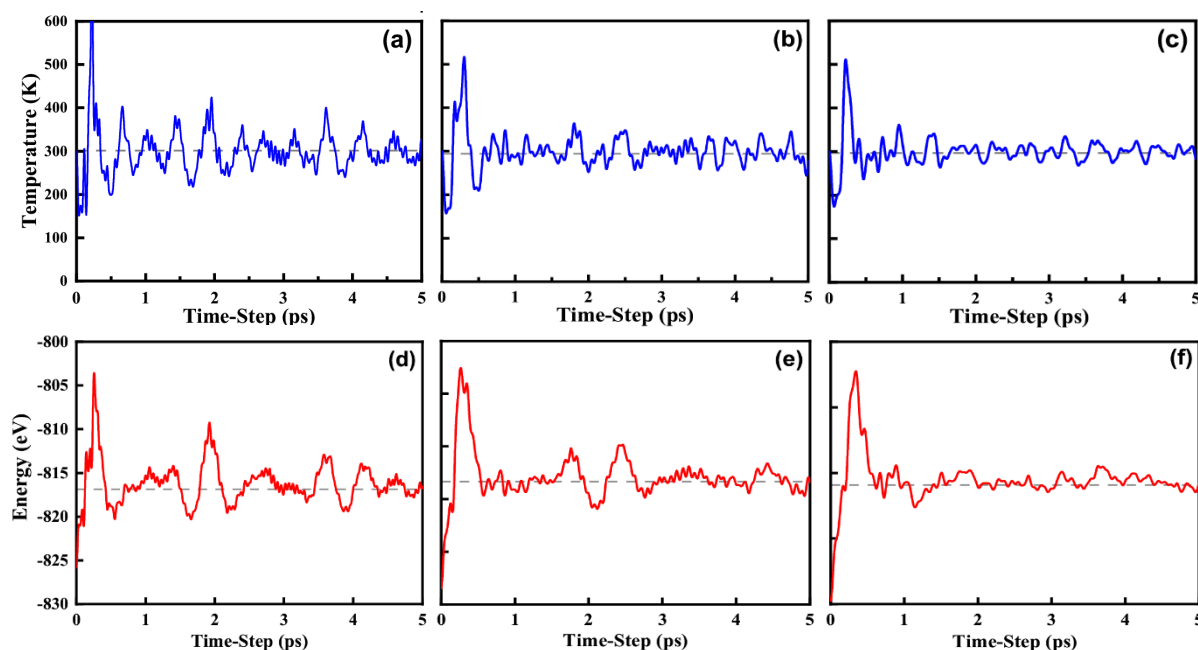 600
500
400
300
200
100
0
Temperature (K)
(a)
0 1 2 3 4 5
Time-Step (ps)
(b)
0 1 2 3 4 5
Time-Step (ps)
(c)
0 1 2 3 4 5
Time-Step (ps)
-800
-805
-810
-815
-820
-825
-830
Energy (eV)
(d)
0 1 2 3 4 5
Time-Step (ps)
(e)
0 1 2 3 4 5
Time-Step (ps)
(f)
0 1 2 3 4 5
Time-Step (ps)